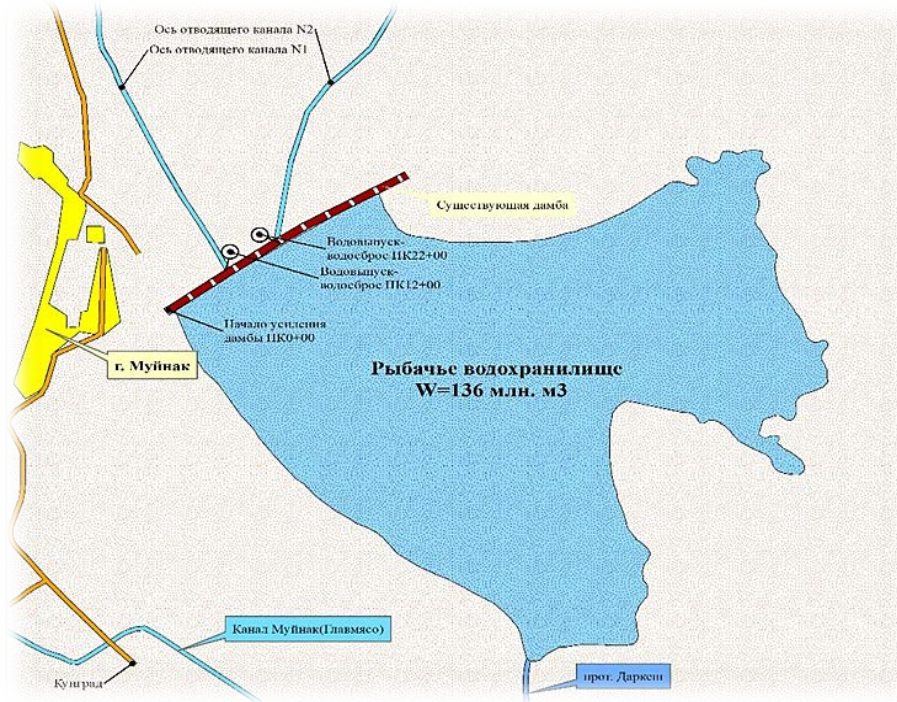 Ось отводящего канала N2
Ось отводящего канала N1
Существующая дамба
Водовыпуск-
водосброс ПК22+00
Водовыпуск-
водосброс ПК12+00
Начало усиления
дамбы ПК0+00
г. Муйнак
Рыбачье водохранилище
W=136 млн. м3
Канал Муйнак(Главмясо)
прот. Даркеш
Кунград